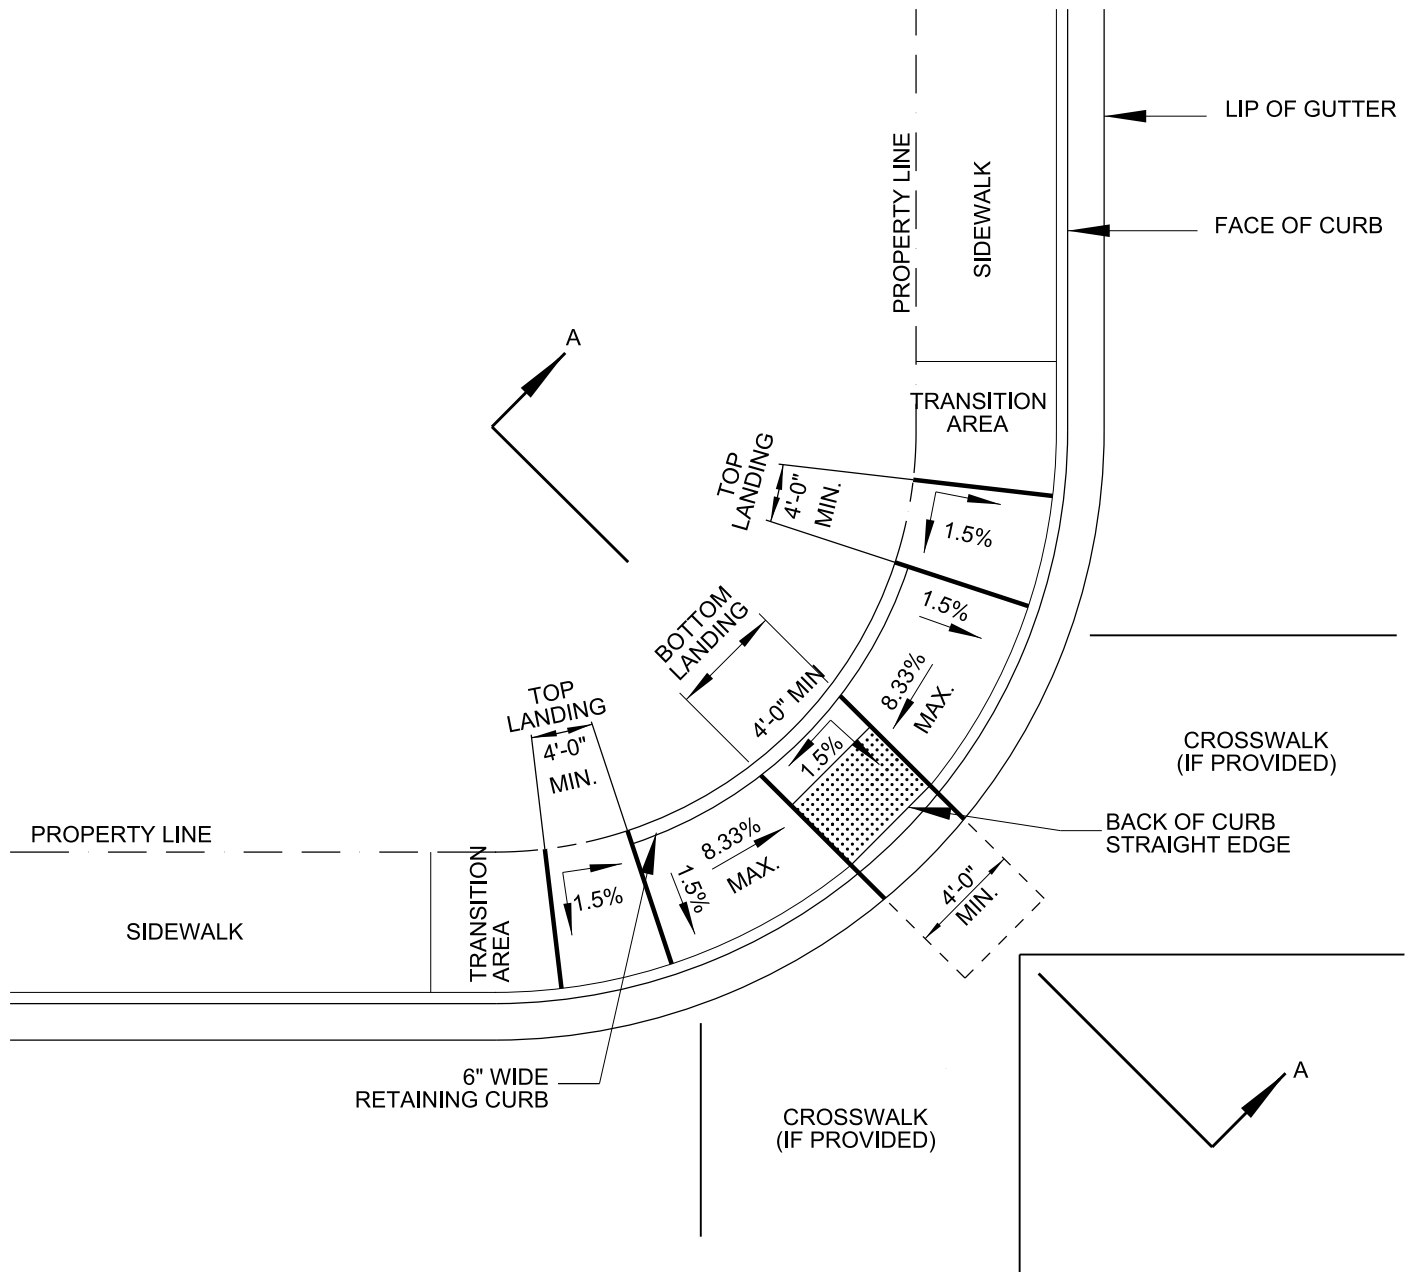 LIP OF GUTTER
PROPERTY LINE
SIDEWALK
FACE OF CURB
A
TRANSITION
AREA
TOP
LANDING
4'-0"
MIN.
1.5%
1.5%
BOTTOM
LANDING
4'-0" MIN
8.33%
MAX.
TOP
LANDING
4'-0"
MIN.
1.5%
CROSSWALK
(IF PROVIDED)
BACK OF CURB
STRAIGHT EDGE
PROPERTY LINE
SIDEWALK
TRANSITION
AREA
1.5%
8.33%
MAX.
1.5%
4'-0"
MIN.
6" WIDE
RETAINING CURB
CROSSWALK
(IF PROVIDED)
A